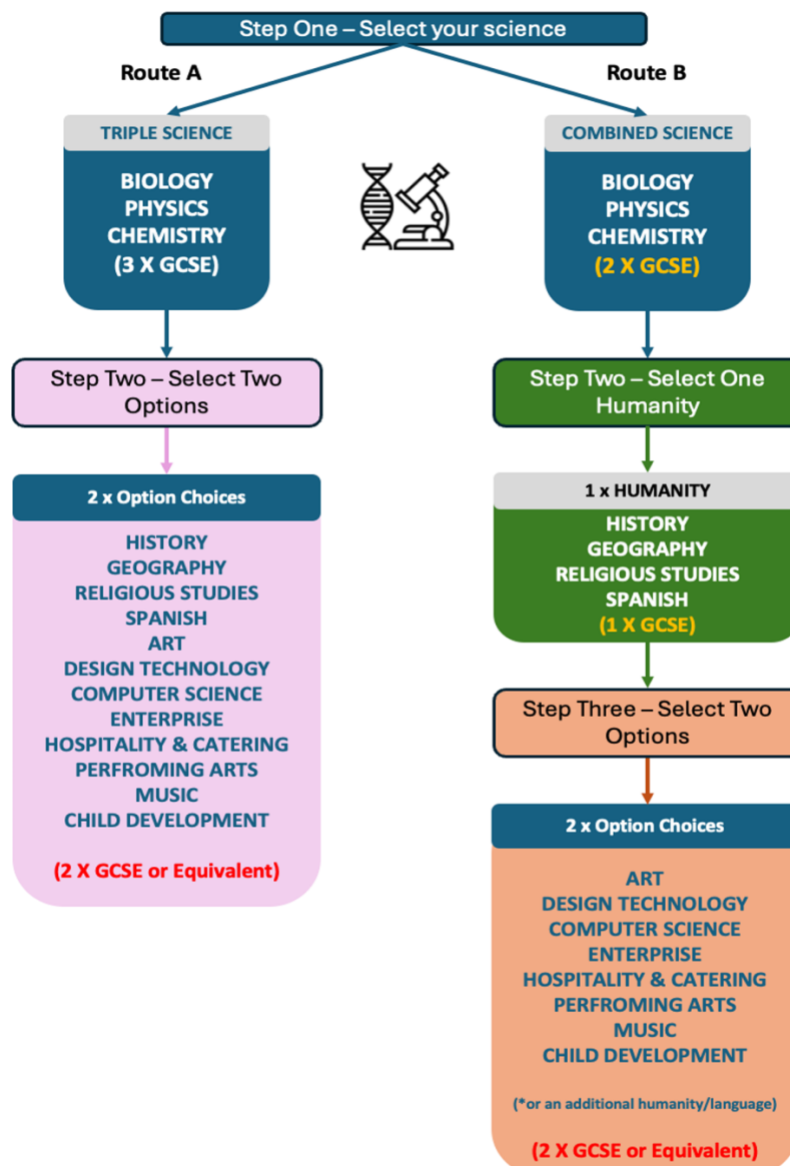 Step One – Select your science
Route A
Route B
TRIPLE SCIENCE
BIOLOGY
PHYSICS
CHEMISTRY
(3 X GCSE)
COMBINED SCIENCE
BIOLOGY
PHYSICS
CHEMISTRY
(2 X GCSE)
Step Two – Select Two
Options
2 x Option Choices
HISTORY
GEOGRAPHY
RELIGIOUS STUDIES
SPANISH
ART
DESIGN TECHNOLOGY
COMPUTER SCIENCE
ENTERPRISE
HOSPITALITY & CATERING
PERFROMING ARTS
MUSIC
CHILD DEVELOPMENT
(2 X GCSE or Equivalent)
Step Two – Select One
Humanity
1 x HUMANITY
HISTORY
GEOGRAPHY
RELIGIOUS STUDIES
SPANISH
(1 X GCSE)
Step Three – Select Two
Options
2 x Option Choices
ART
DESIGN TECHNOLOGY
COMPUTER SCIENCE
ENTERPRISE
HOSPITALITY & CATERING
PERFROMING ARTS
MUSIC
CHILD DEVELOPMENT
(*or an additional humanity/language)
(2 X GCSE or Equivalent)